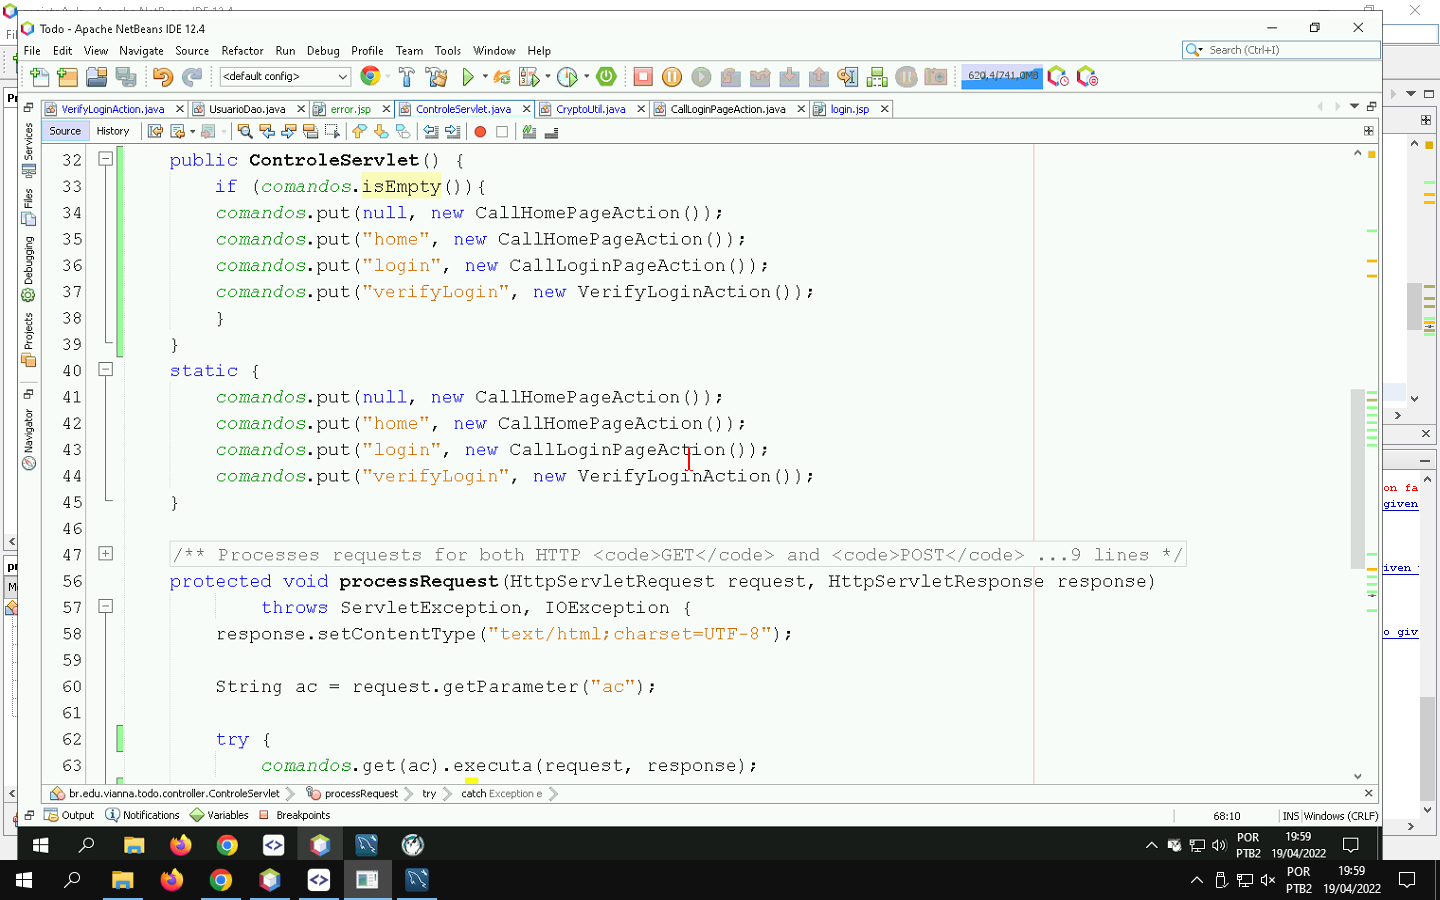 Todo - Apache NetBeans IDE 12.4
File Edit View Navigate Source Refactor Run Debug Profile Team Tools Window Help
Search (Ctrl+I)
<default config>
620,4/741,0MB
VerifyLoginAction.java UsuarioDao.java error.jsp ControleServlet.java CryptoUtil.java CallLoginPageAction.java login.jsp
Source History
Services
Files
Debugging
Projects
Navigator
32 public ControleServlet() {
33 if (comandos.isEmpty()){
34 comandos.put(null, new CallHomePageAction());
35 comandos.put("home", new CallHomePageAction());
36 comandos.put("login", new CallLoginPageAction());
37 comandos.put("verifyLogin", new VerifyLoginAction());
38 }
39 }
40 static {
41 comandos.put(null, new CallHomePageAction());
42 comandos.put("home", new CallHomePageAction());
43 comandos.put("login", new CallLoginPageAction());
44 comandos.put("verifyLogin", new VerifyLoginAction());
45 }
46
47 /** Processes requests for both HTTP <code>GET</code> and <code>POST</code> ...9 lines */
56 protected void processRequest(HttpServletRequest request, HttpServletResponse response)
57 throws ServletException, IOException {
58 response.setContentType("text/html;charset=UTF-8");
59
60 String ac = request.getParameter("ac");
61
62 try {
63 comandos.get(ac).executa(request, response);
on fa
given
iven
o giv
br.edu.vianna.todo.controller.ControleServlet processRequest try catch Exception e
Output Notifications Variables Breakpoints
68:10 INS Windows (CRLF)
POR
PTB2
19:59
19/04/2022
POR
PTB2
19:59
19/04/2022